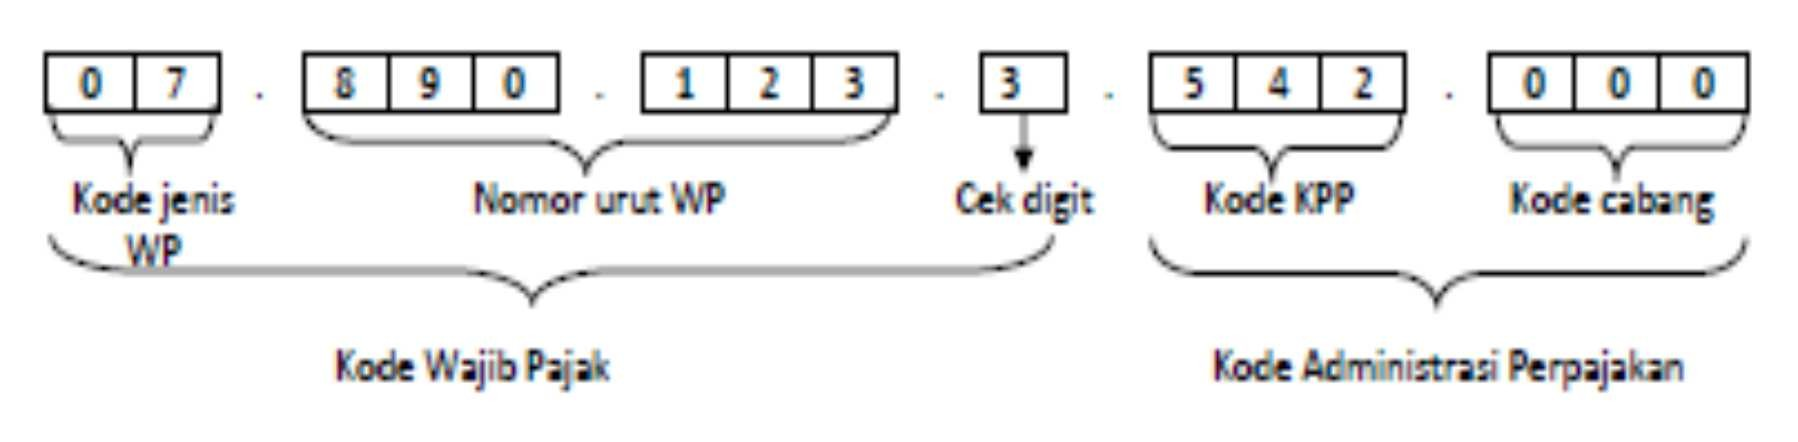 0 7 . 8 9 0 . 1 2 3 . 3 . 5 4 2 . 0 0 0
Kode jenis WP Nomor urut WP Cek digit Kode KPP Kode cabang
Kode Wajib Pajak Kode Administrasi Perpajakan